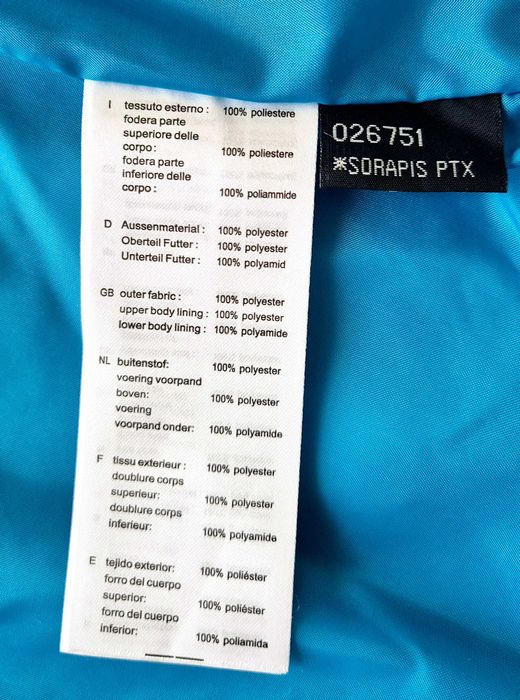 I tessuto esterno : 100% poliestere
fodera parte
superiore delle
corpo : 100% poliestere
fodera parte
inferiore delle
corpo : 100% poliammide
D Aussenmaterial : 100% polyester
Oberteil Futter : 100% polyester
Unterteil Futter : 100% polyamid
GB outer fabric : 100% polyester
upper body lining : 100% polyester
lower body lining : 100% polyamide
NL buitenstof: 100% polyester
voering voorpand
boven: 100% polyester
voering
voorpand onder: 100% polyamide
F tissu exterieur : 100% polyester
doublure corps
superieur: 100% polyester
doublure corps
inferieur: 100% polyamide
E tejido exterior: 100% poliéster
forro del cuerpo
superior: 100% poliéster
forro del cuerpo
inferior: 100% poliamida
026751
*SORAPIS PTX